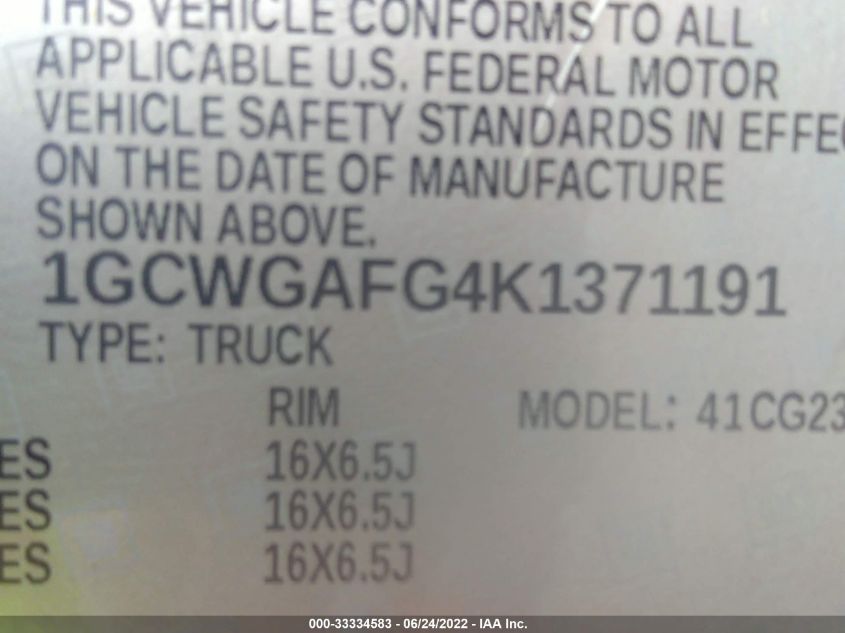 THIS VEHICLE CONFORMS TO ALL
APPLICABLE U.S. FEDERAL MOTOR
VEHICLE SAFETY STANDARDS IN EFFEC
ON THE DATE OF MANUFACTURE
SHOWN ABOVE.
1GCWGAFG4K1371191
TYPE: TRUCK
RIM MODEL: 41CG23
ES 16X6.5J
ES 16X6.5J
ES 16X6.5J
000-33334583 - 06/24/2022 - IAA Inc.